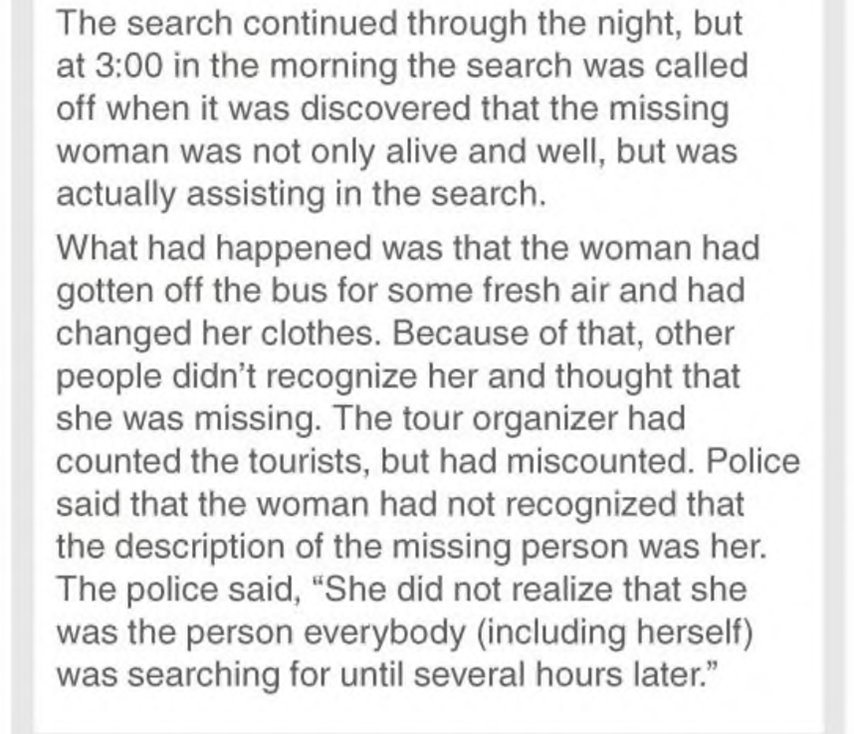 The search continued through the night, but
at 3:00 in the morning the search was called
off when it was discovered that the missing
woman was not only alive and well, but was
actually assisting in the search.
What had happened was that the woman had
gotten off the bus for some fresh air and had
changed her clothes. Because of that, other
people didn’t recognize her and thought that
she was missing. The tour organizer had
counted the tourists, but had miscounted. Police
said that the woman had not recognized that
the description of the missing person was her.
The police said, “She did not realize that she
was the person everybody (including herself)
was searching for until several hours later.”